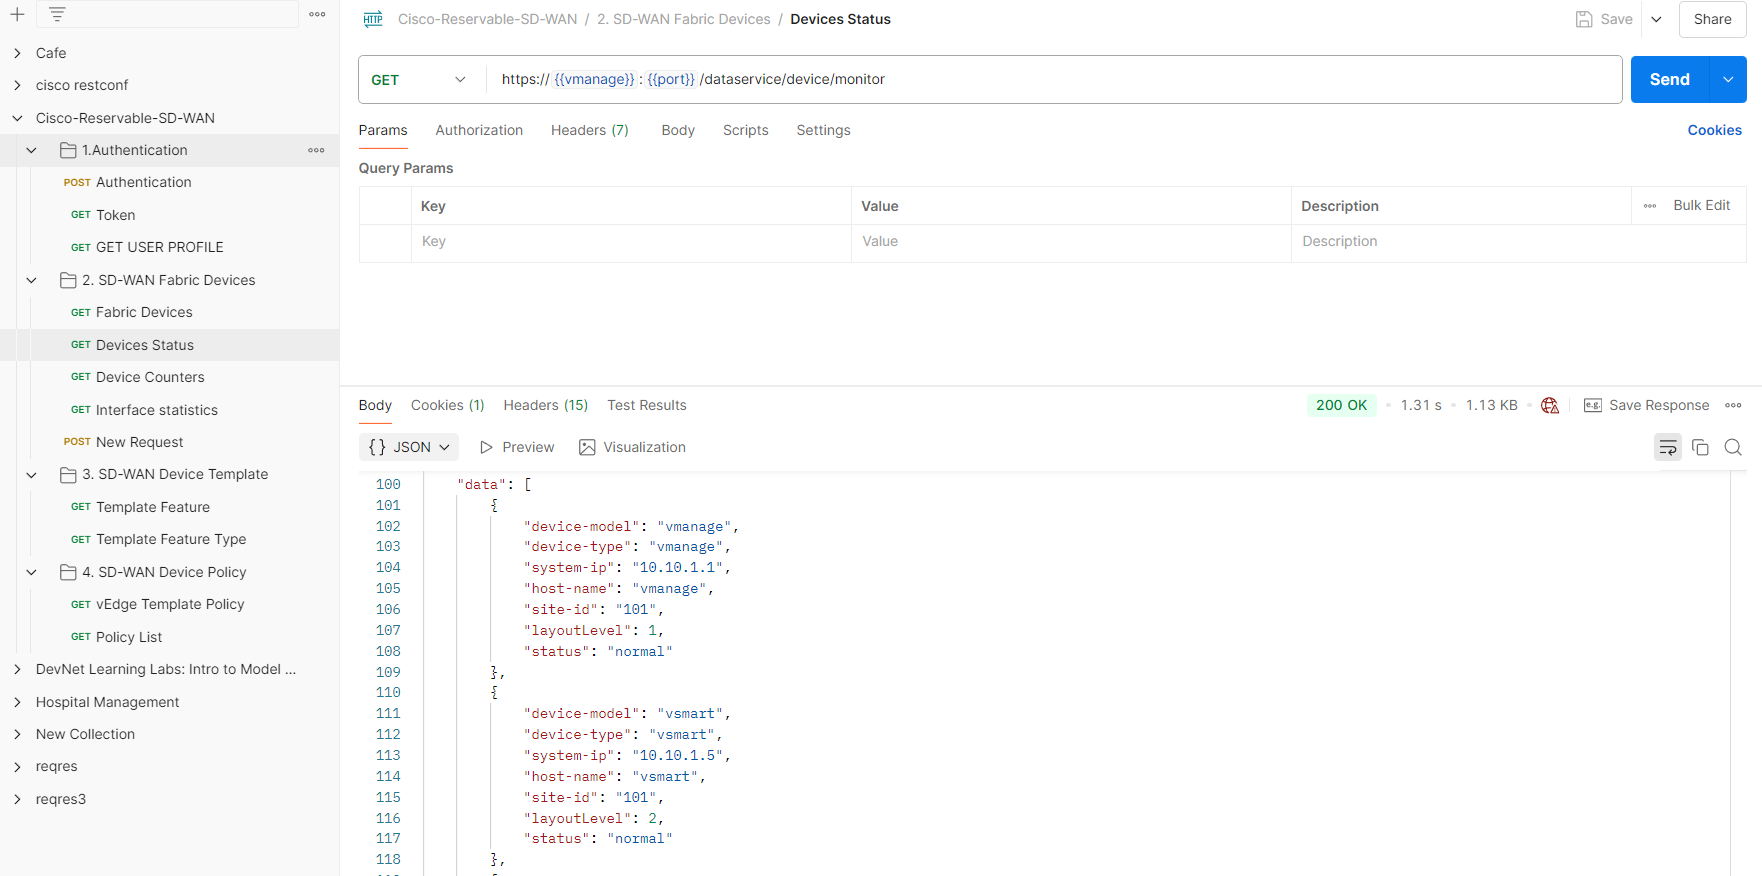 Cafe
cisco restconf
Cisco-Reservable-SD-WAN
1.Authentication
POST Authentication
GET Token
GET GET USER PROFILE
2. SD-WAN Fabric Devices
GET Fabric Devices
GET Devices Status
GET Device Counters
GET Interface statistics
POST New Request
3. SD-WAN Device Template
GET Template Feature
GET Template Feature Type
4. SD-WAN Device Policy
GET vEdge Template Policy
GET Policy List
DevNet Learning Labs: Intro to Model ...
Hospital Management
New Collection
reqres
reqres3
HTTP Cisco-Reservable-SD-WAN / 2. SD-WAN Fabric Devices / Devices Status Save Share
GET https://{{vmanage}}:{{port}}/dataservice/device/monitor Send
Params Authorization Headers (7) Body Scripts Settings Cookies
Query Params
Key Value Description Bulk Edit
Key Value Description
Body Cookies (1) Headers (15) Test Results 200 OK 1.31 s 1.13 KB e.g. Save Response
{} JSON Preview Visualization
100 "data": [
101 {
102 "device-model": "vmanage",
103 "device-type": "vmanage",
104 "system-ip": "10.10.1.1",
105 "host-name": "vmanage",
106 "site-id": "101",
107 "layoutLevel": 1,
108 "status": "normal"
109 },
110 {
111 "device-model": "vsmart",
112 "device-type": "vsmart",
113 "system-ip": "10.10.1.5",
114 "host-name": "vsmart",
115 "site-id": "101",
116 "layoutLevel": 2,
117 "status": "normal"
118 },